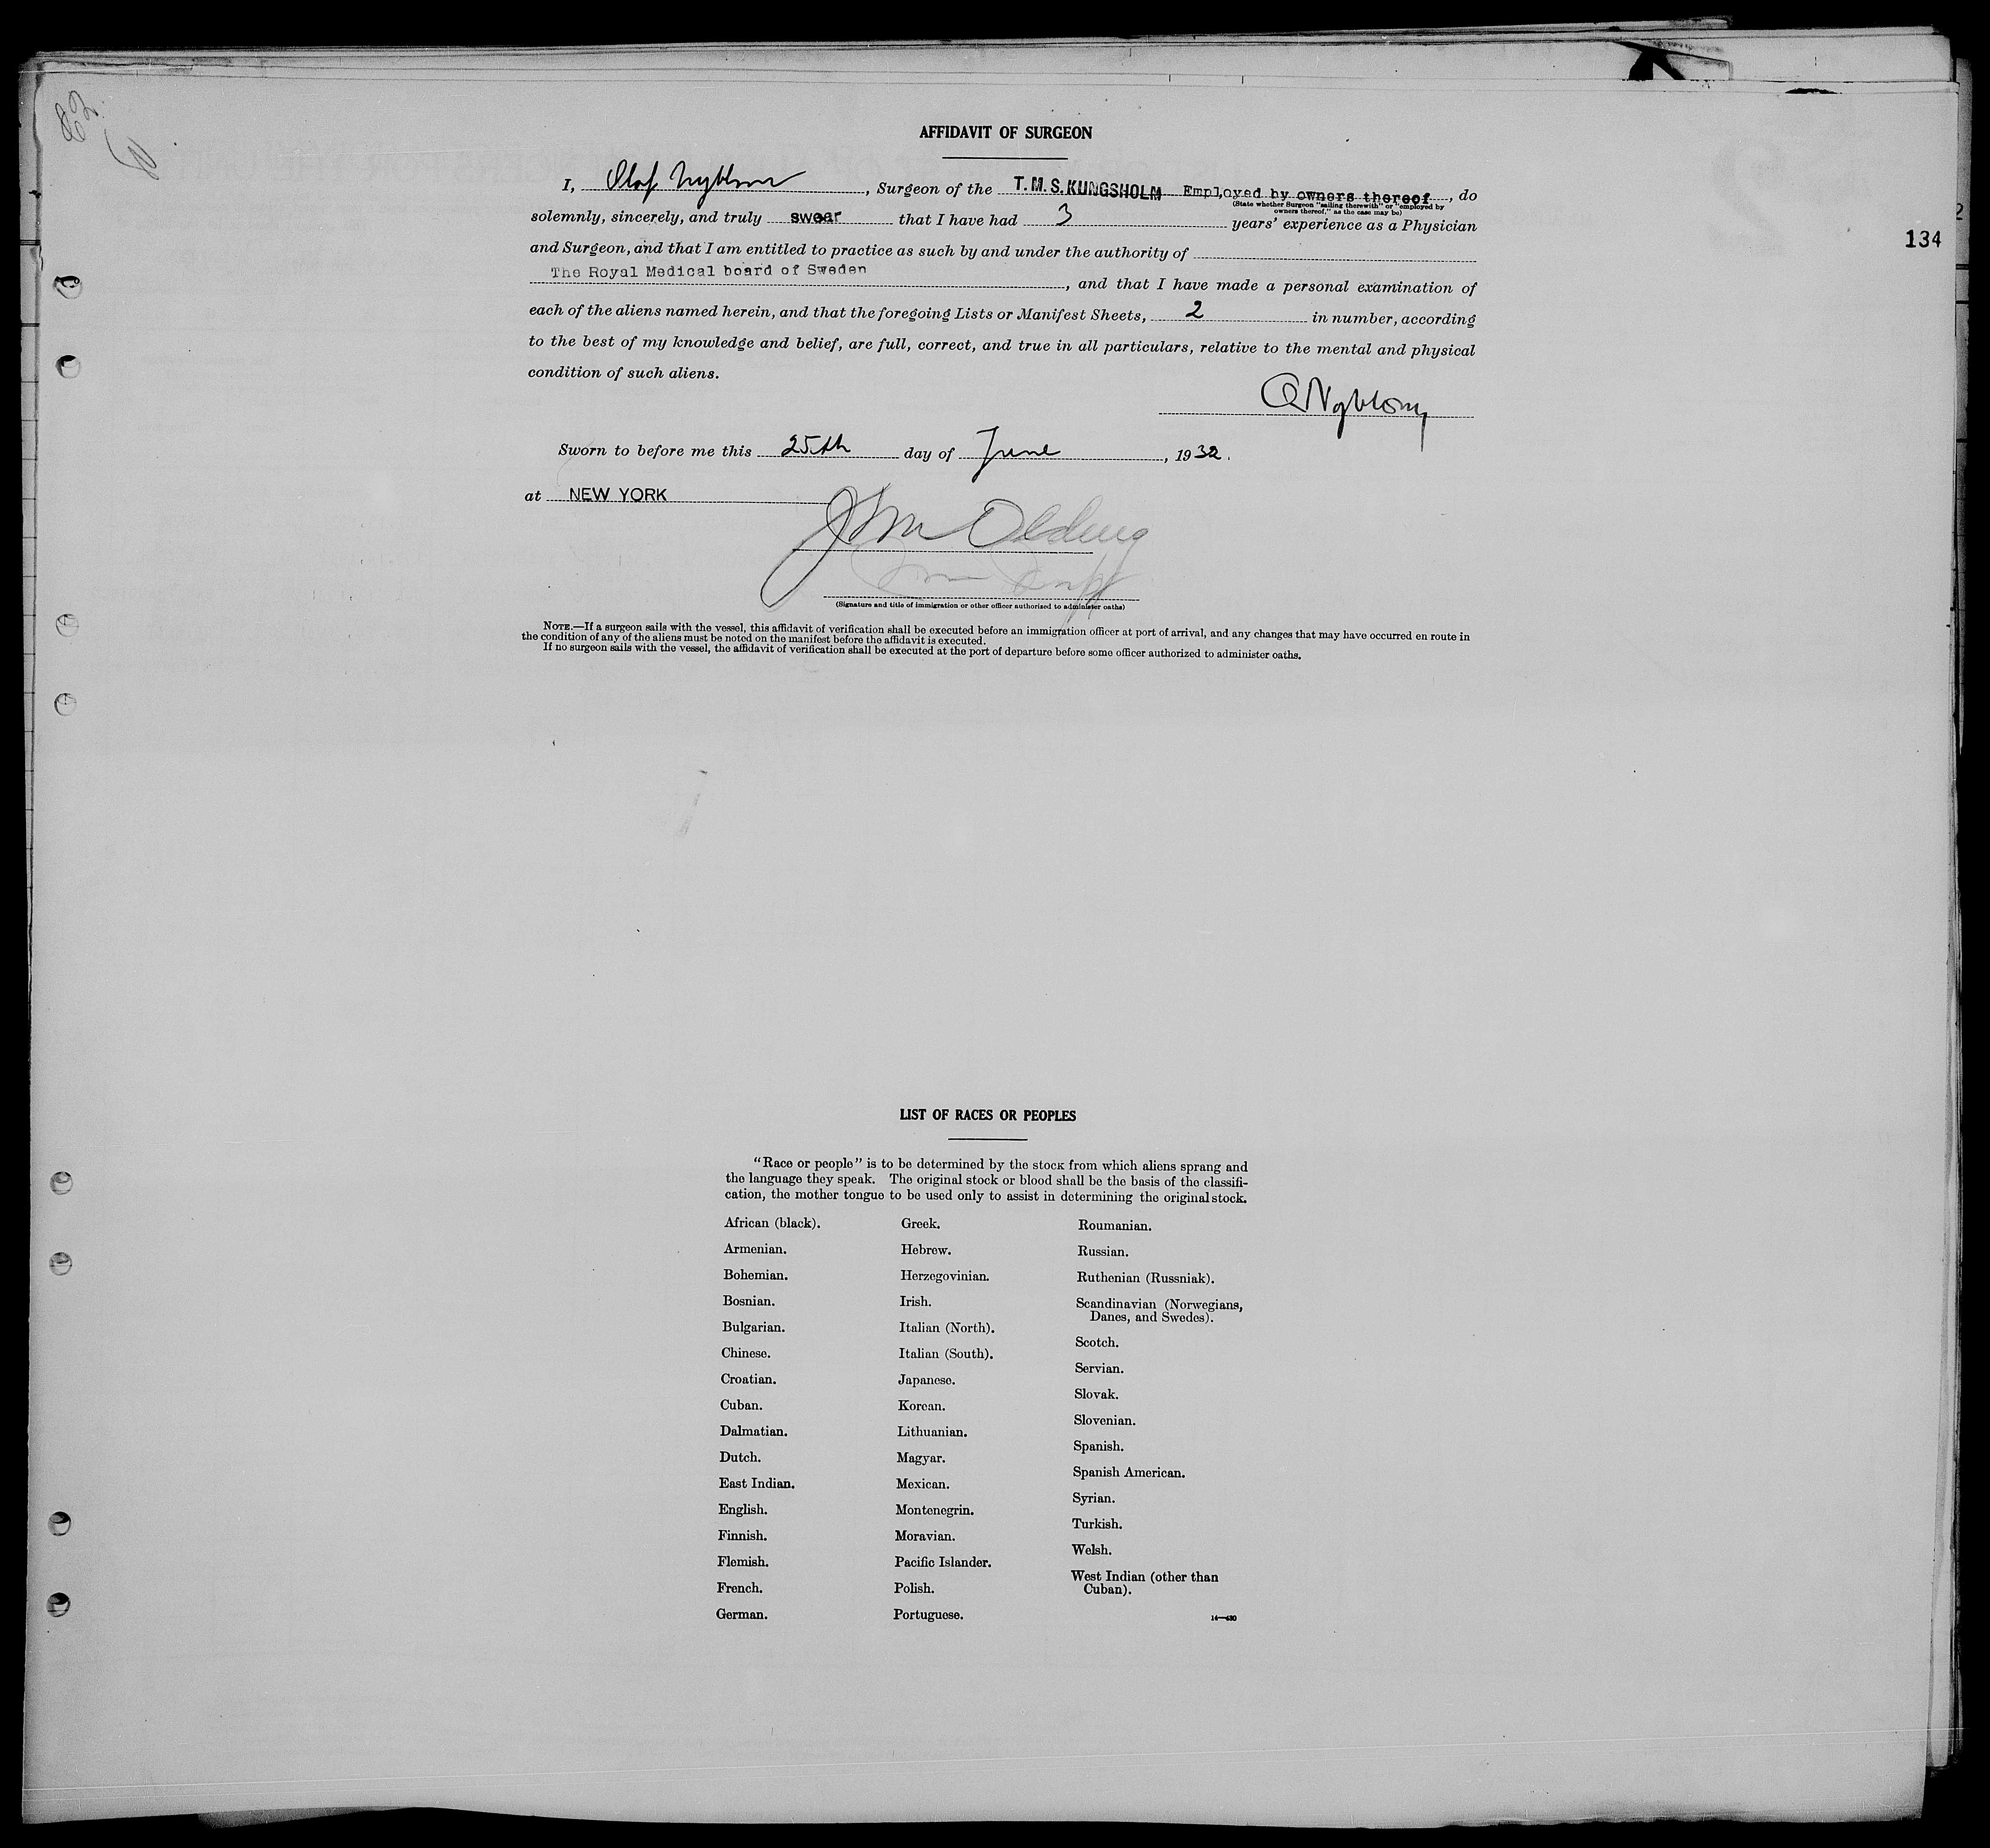 134
AFFIDAVIT OF SURGEON
I, Olof Nyblom, Surgeon of the T.M.S. KUNGSHOLM Employed by owners thereof, do
(State whether Surgeon "sailing therewith" or "employed by
owners thereof," as the case may be)
solemnly, sincerely, and truly swear that I have had 3 years' experience as a Physician
and Surgeon, and that I am entitled to practice as such by and under the authority of
The Royal Medical board of Sweden, and that I have made a personal examination of
each of the aliens named herein, and that the foregoing Lists or Manifest Sheets, 2 in number, according
to the best of my knowledge and belief, are full, correct, and true in all particulars, relative to the mental and physical
condition of such aliens.
O Nyblom
Sworn to before me this 25th day of June, 1932.
at NEW YORK
(Signature and title of immigration or other officer authorized to administer oaths)
NOTE.—If a surgeon sails with the vessel, this affidavit of verification shall be executed before an immigration officer at port of arrival, and any changes that may have occurred en route in
the condition of any of the aliens must be noted on the manifest before the affidavit is executed.
If no surgeon sails with the vessel, the affidavit of verification shall be executed at the port of departure before some officer authorized to administer oaths.
LIST OF RACES OR PEOPLES
"Race or people" is to be determined by the stock from which aliens sprang and
the language they speak. The original stock or blood shall be the basis of the classifi-
cation, the mother tongue to be used only to assist in determining the original stock.
African (black).
Armenian.
Bohemian.
Bosnian.
Bulgarian.
Chinese.
Croatian.
Cuban.
Dalmatian.
Dutch.
East Indian.
English.
Finnish.
Flemish.
French.
German.
Greek.
Hebrew.
Herzegovinian.
Irish.
Italian (North).
Italian (South).
Japanese.
Korean.
Lithuanian.
Magyar.
Mexican.
Montenegrin.
Moravian.
Pacific Islander.
Polish.
Portuguese.
Roumanian.
Russian.
Ruthenian (Russniak).
Scandinavian (Norwegians,
Danes, and Swedes).
Scotch.
Servian.
Slovak.
Slovenian.
Spanish.
Spanish American.
Syrian.
Turkish.
Welsh.
West Indian (other than
Cuban).